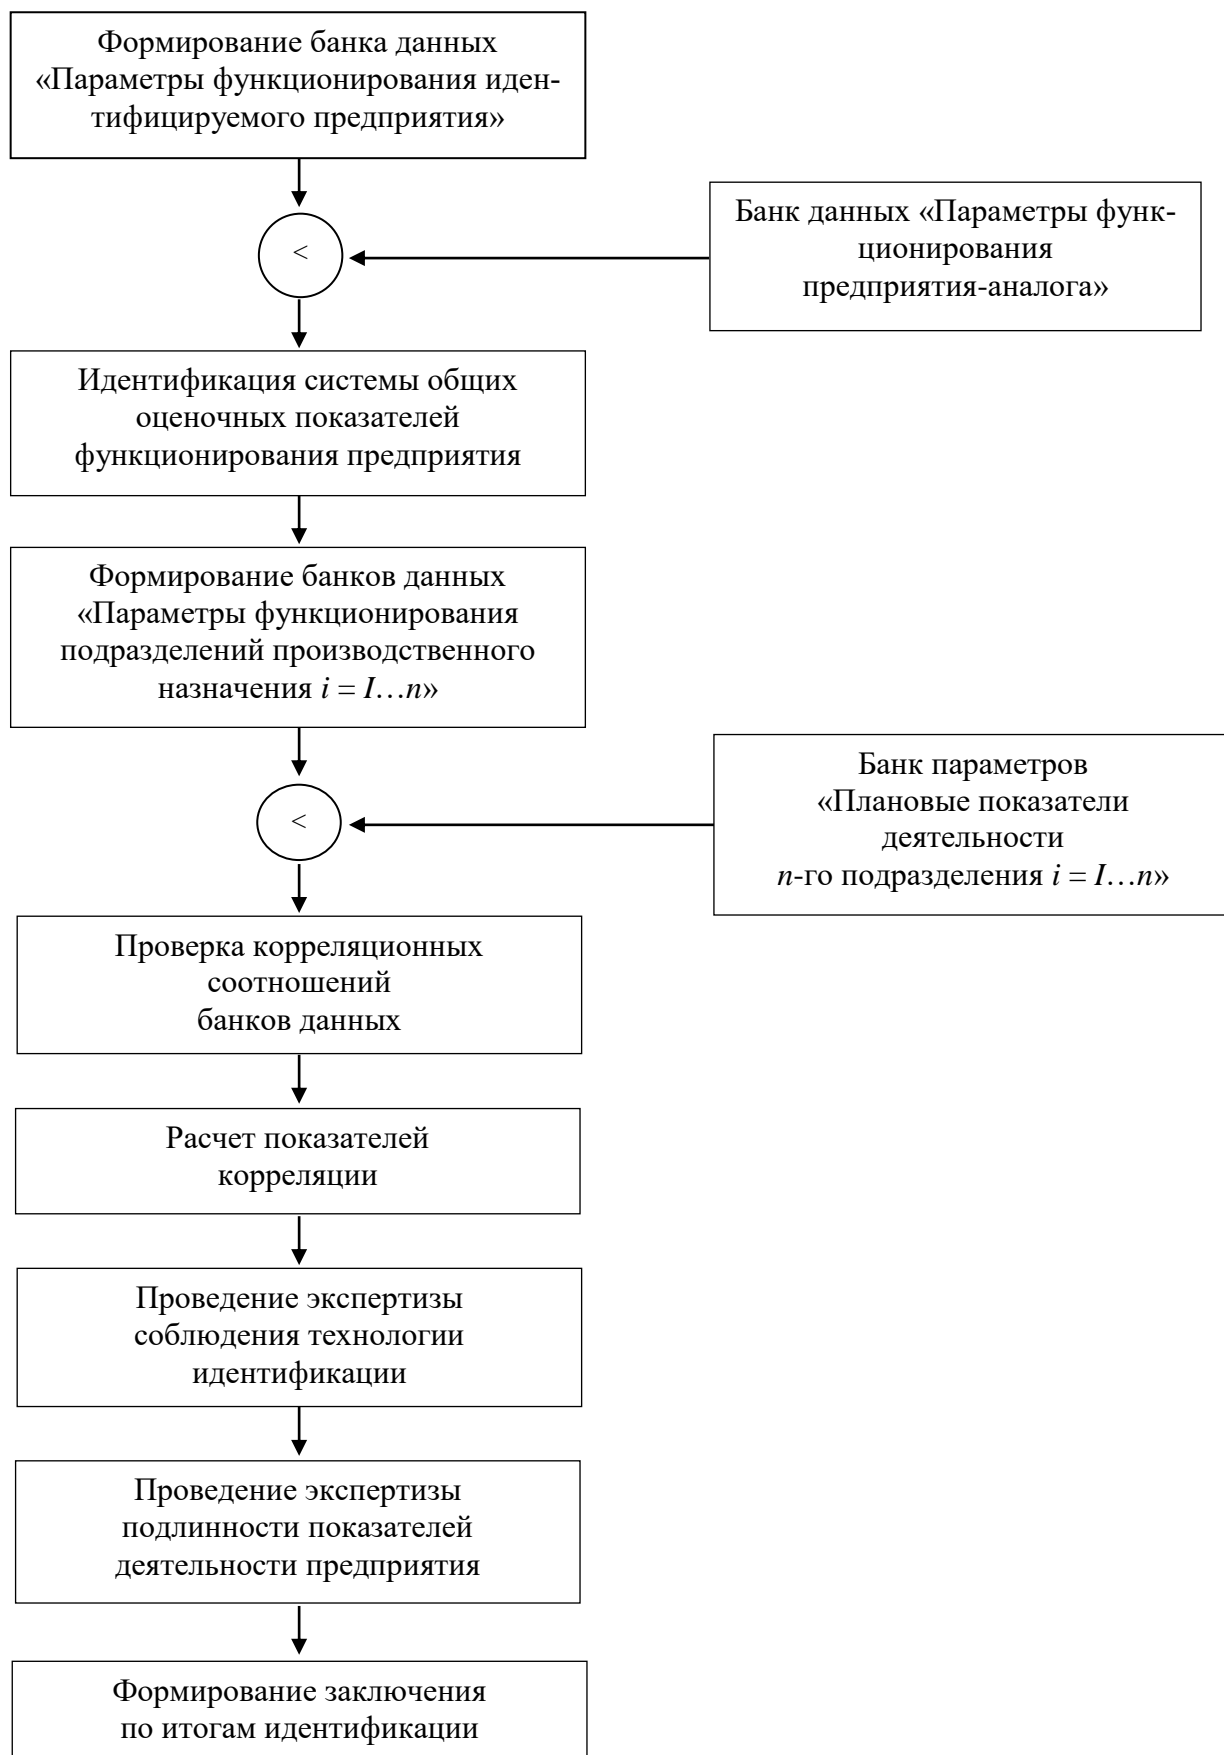 Формирование банка данных
«Параметры функционирования иден-
тифицируемого предприятия»
<
Банк данных «Параметры функ-
ционирования
предприятия-аналога»
Идентификация системы общих
оценочных показателей
функционирования предприятия
Формирование банков данных
«Параметры функционирования
подразделений производственного
назначения i = I…n»
<
Банк параметров
«Плановые показатели
деятельности
n-го подразделения i = I…n»
Проверка корреляционных
соотношений
банков данных
Расчет показателей
корреляции
Проведение экспертизы
соблюдения технологии
идентификации
Проведение экспертизы
подлинности показателей
деятельности предприятия
Формирование заключения
по итогам идентификации